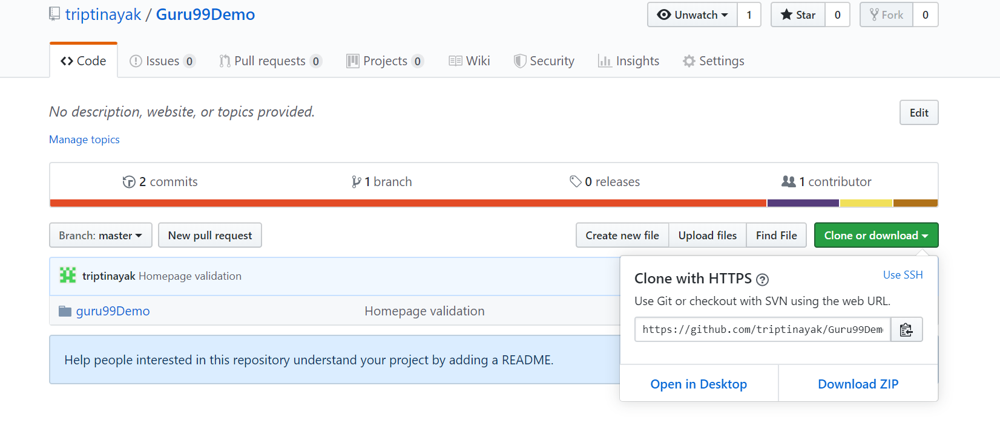 triptinayak / Guru99Demo
Unwatch 1 Star 0 Fork 0
Code Issues 0 Pull requests 0 Projects 0 Wiki Security Insights Settings
No description, website, or topics provided.
Edit
Manage topics
2 commits 1 branch 0 releases 1 contributor
Branch: master New pull request Create new file Upload files Find File Clone or download
triptinayak Homepage validation
guru99Demo Homepage validation
Help people interested in this repository understand your project by adding a README.
Clone with HTTPS ?
Use SSH
Use Git or checkout with SVN using the web URL.
https://github.com/triptinayak/Guru99Dem
Open in Desktop Download ZIP